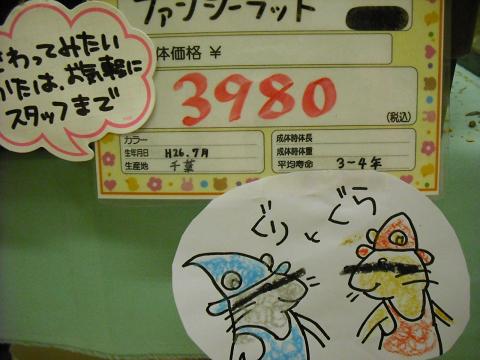 ファンシーラット
さわってみたい
かたは、お気軽に
スタッフまで
体価格 ¥
3980
(税込)
カラー
生年月日 H26.7月
生産地 千葉
成体時体長
成体時体重
平均寿命 3-4年
ぐりとぐら